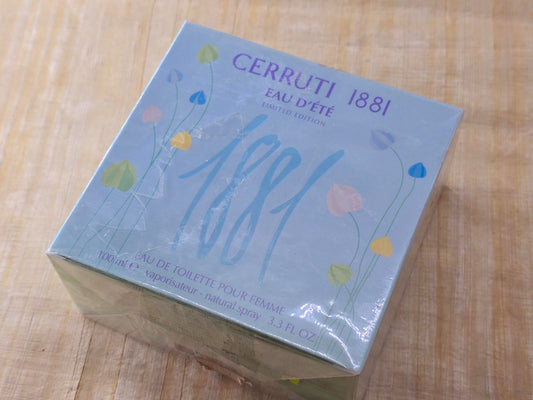 CERRUTI 1881
EAU D'ÉTÉ
LIMITED EDITION
1881
EAU DE TOILETTE POUR FEMME
100 ml e - vaporisateur - natural spray 3.3 FL OZ